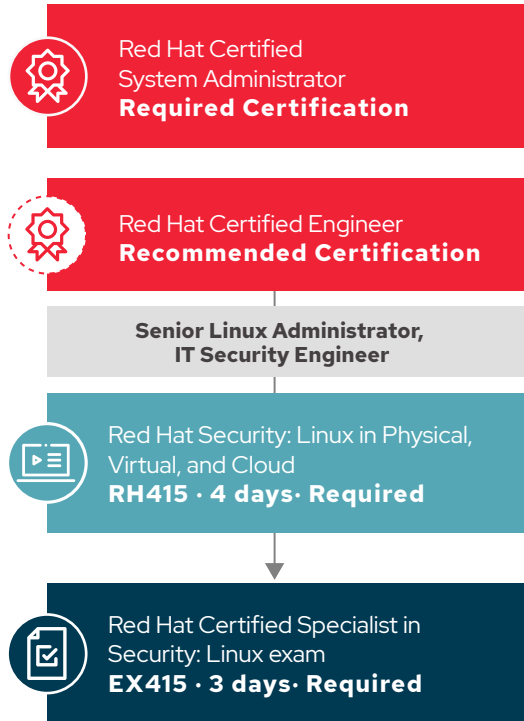 Red Hat Certified
System Administrator
Required Certification
Red Hat Certified Engineer
Recommended Certification
Senior Linux Administrator,
IT Security Engineer
Red Hat Security: Linux in Physical,
Virtual, and Cloud
RH415 · 4 days· Required
Red Hat Certified Specialist in
Security: Linux exam
EX415 · 3 days· Required